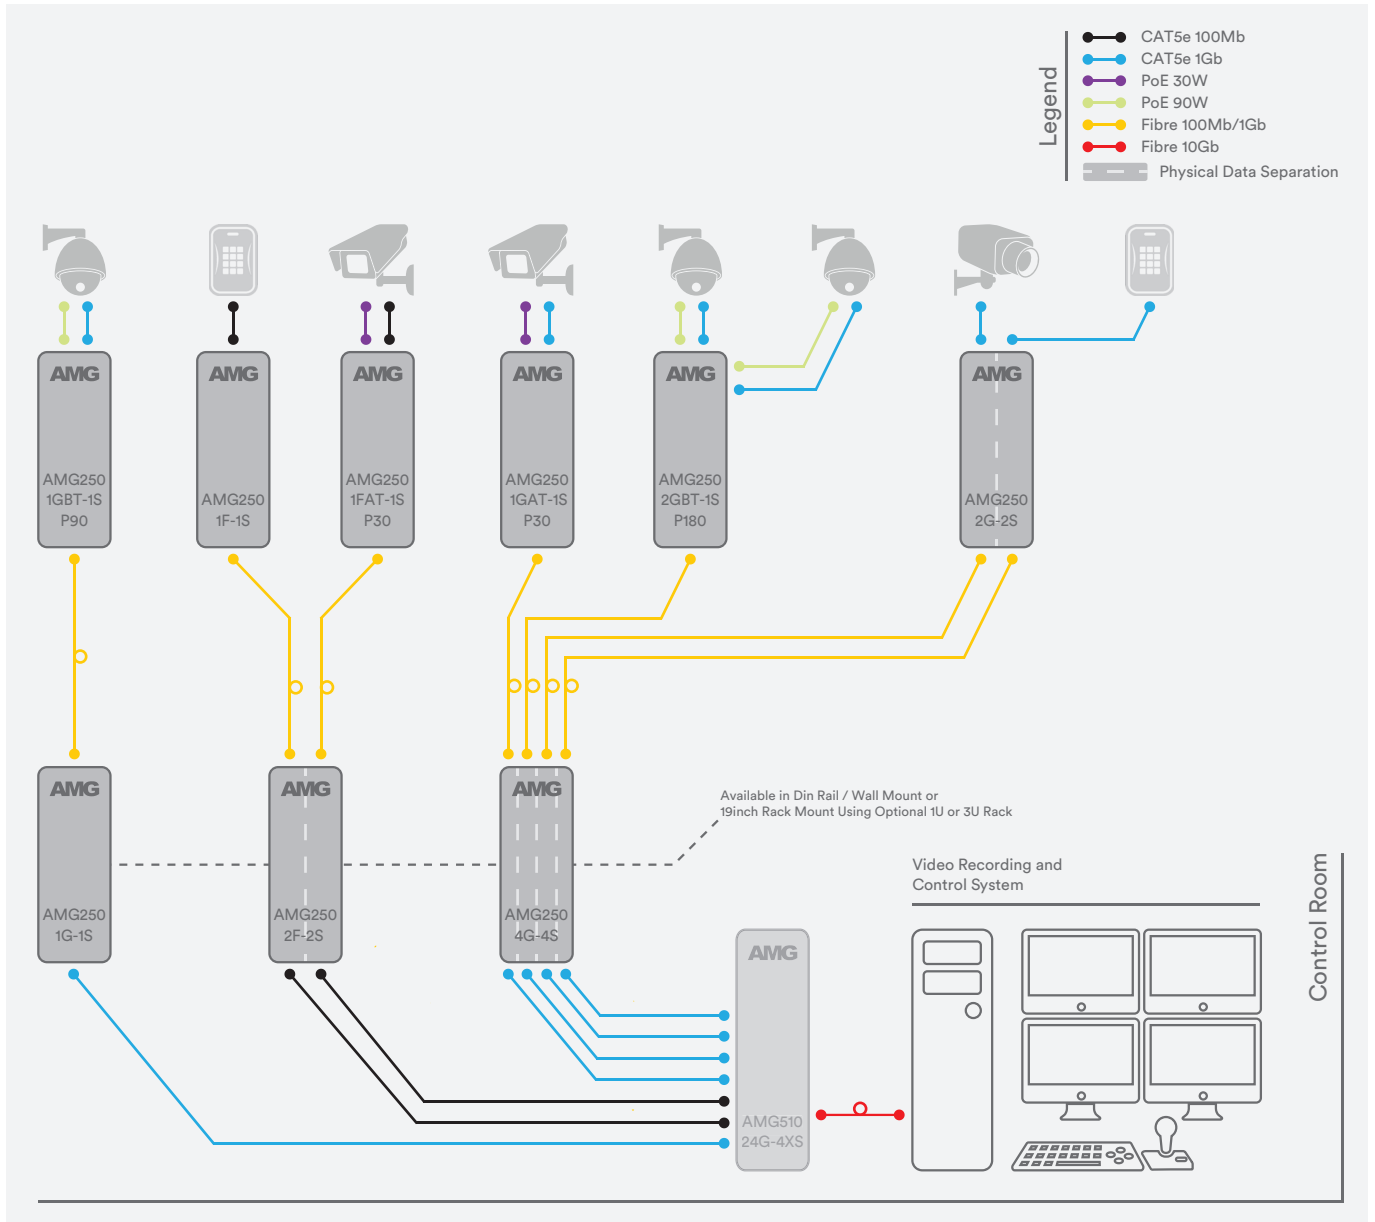 Legend
CAT5e 100Mb
CAT5e 1Gb
PoE 30W
PoE 90W
Fibre 100Mb/1Gb
Fibre 10Gb
Physical Data Separation
AMG
AMG250
1GBT-1S
P90
AMG
AMG250
1F-1S
AMG
AMG250
1FAT-1S
P30
AMG
AMG250
1GAT-1S
P30
AMG
AMG250
2GBT-1S
P180
AMG
AMG250
2G-2S
AMG
AMG250
1G-1S
AMG
AMG250
2F-2S
AMG
AMG250
4G-4S
Available in Din Rail / Wall Mount or
19inch Rack Mount Using Optional 1U or 3U Rack
AMG
AMG510
24G-4XS
Video Recording and
Control System
Control Room